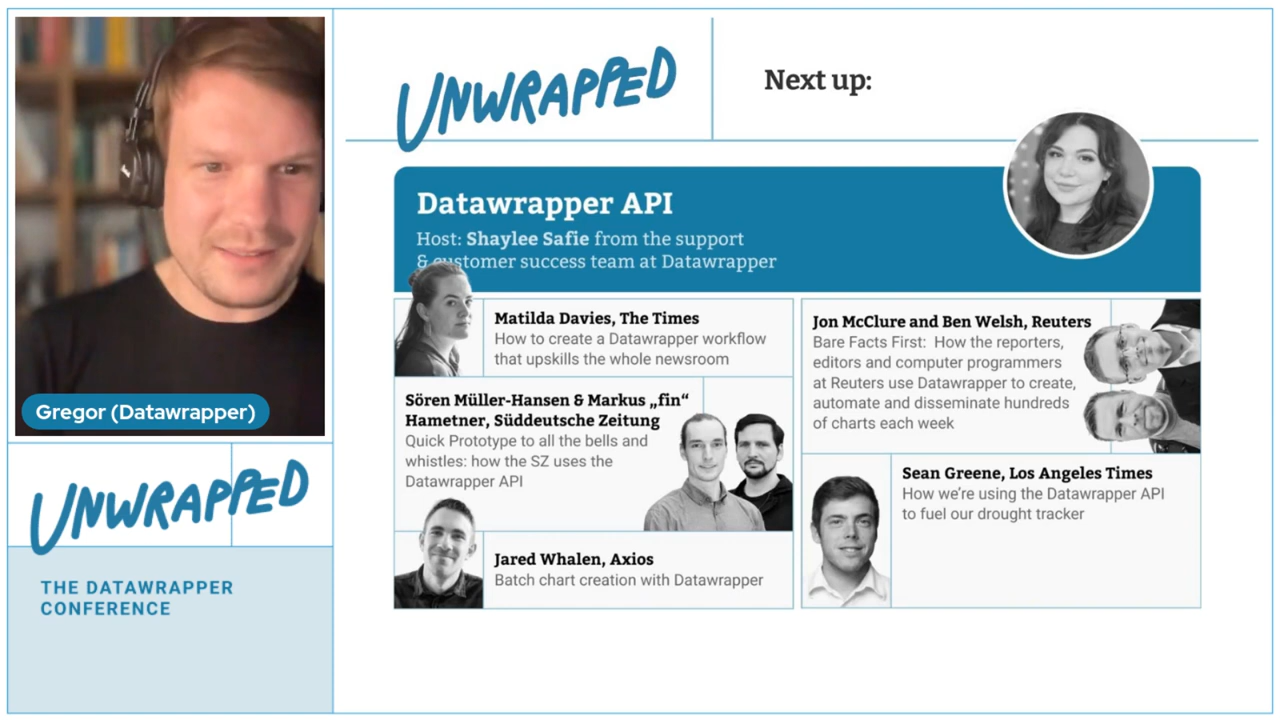 Gregor (Datawrapper)
UNWRAPPED
THE DATAWRAPPER
CONFERENCE
UNWRAPPED
Next up:
Datawrapper API
Host: Shaylee Safie from the support
& customer success team at Datawrapper
Matilda Davies, The Times
How to create a Datawrapper workflow
that upskills the whole newsroom
Sören Müller-Hansen & Markus „fin“
Hametner, Süddeutsche Zeitung
Quick Prototype to all the bells and
whistles: how the SZ uses the
Datawrapper API
Jared Whalen, Axios
Batch chart creation with Datawrapper
Jon McClure and Ben Welsh, Reuters
Bare Facts First: How the reporters,
editors and computer programmers
at Reuters use Datawrapper to create,
automate and disseminate hundreds
of charts each week
Sean Greene, Los Angeles Times
How we’re using the Datawrapper API
to fuel our drought tracker